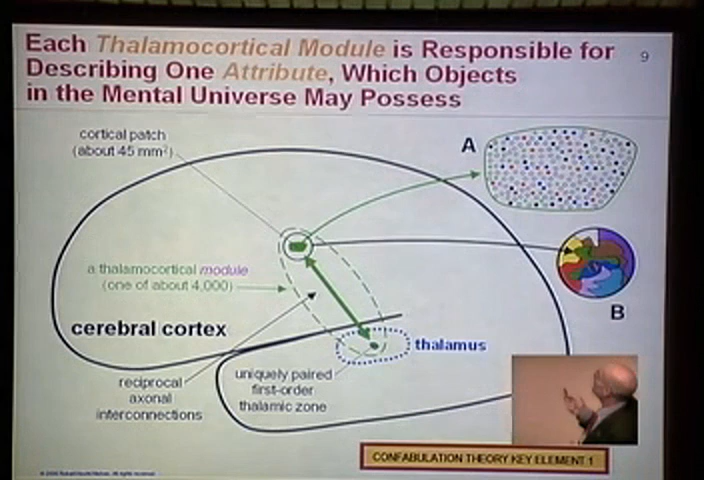 Each Thalamocortical Module is Responsible for
Describing One Attribute, Which Objects
in the Mental Universe May Possess
9
cortical patch
(about 45 mm²)
A
a thalamocortical module
(one of about 4,000)
B
cerebral cortex
thalamus
reciprocal
axonal
interconnections
uniquely paired
first-order
thalamic zone
CONFABULATION THEORY KEY ELEMENT 1